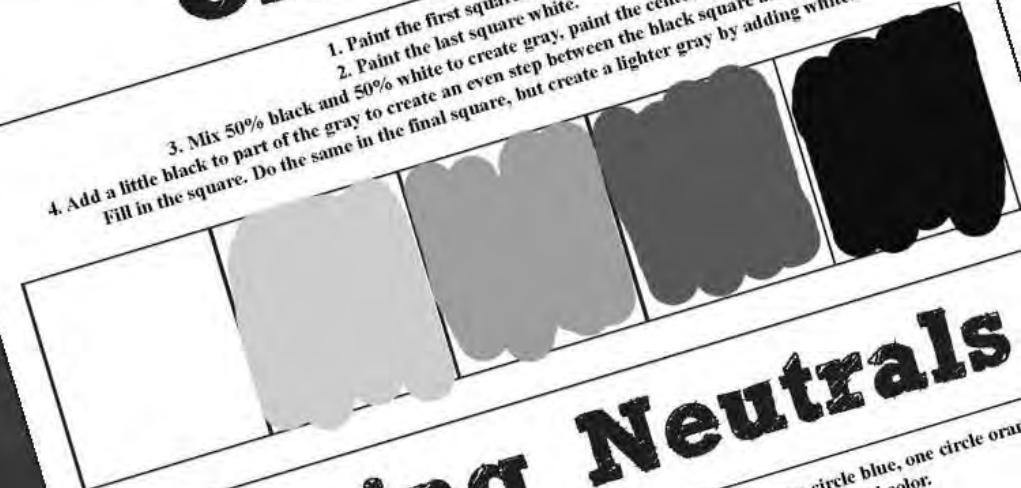 1. Paint the first square
2. Paint the last square white.
3. Mix 50% black and 50% white to create gray, paint the
4. Add a little black to part of the gray to create an even step between the black square
Fill in the square. Do the same in the final square, but create a lighter gray by adding white
Neutrals
circle blue, one circle
color.